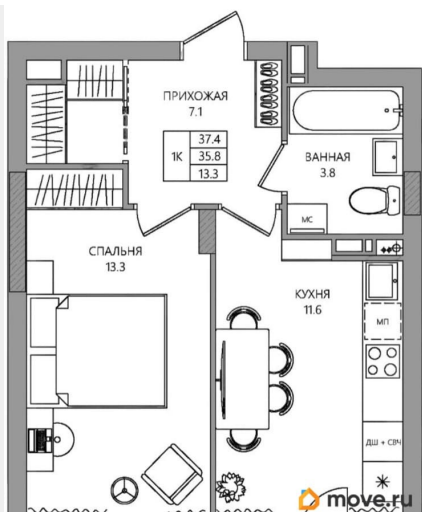 ПРИХОЖАЯ
7.1
1К
37.4
35.8
13.3
ВАННАЯ
3.8
МС
СПАЛЬНЯ
13.3
КУХНЯ
11.6
МП
ДШ + СВЧ
move.ru